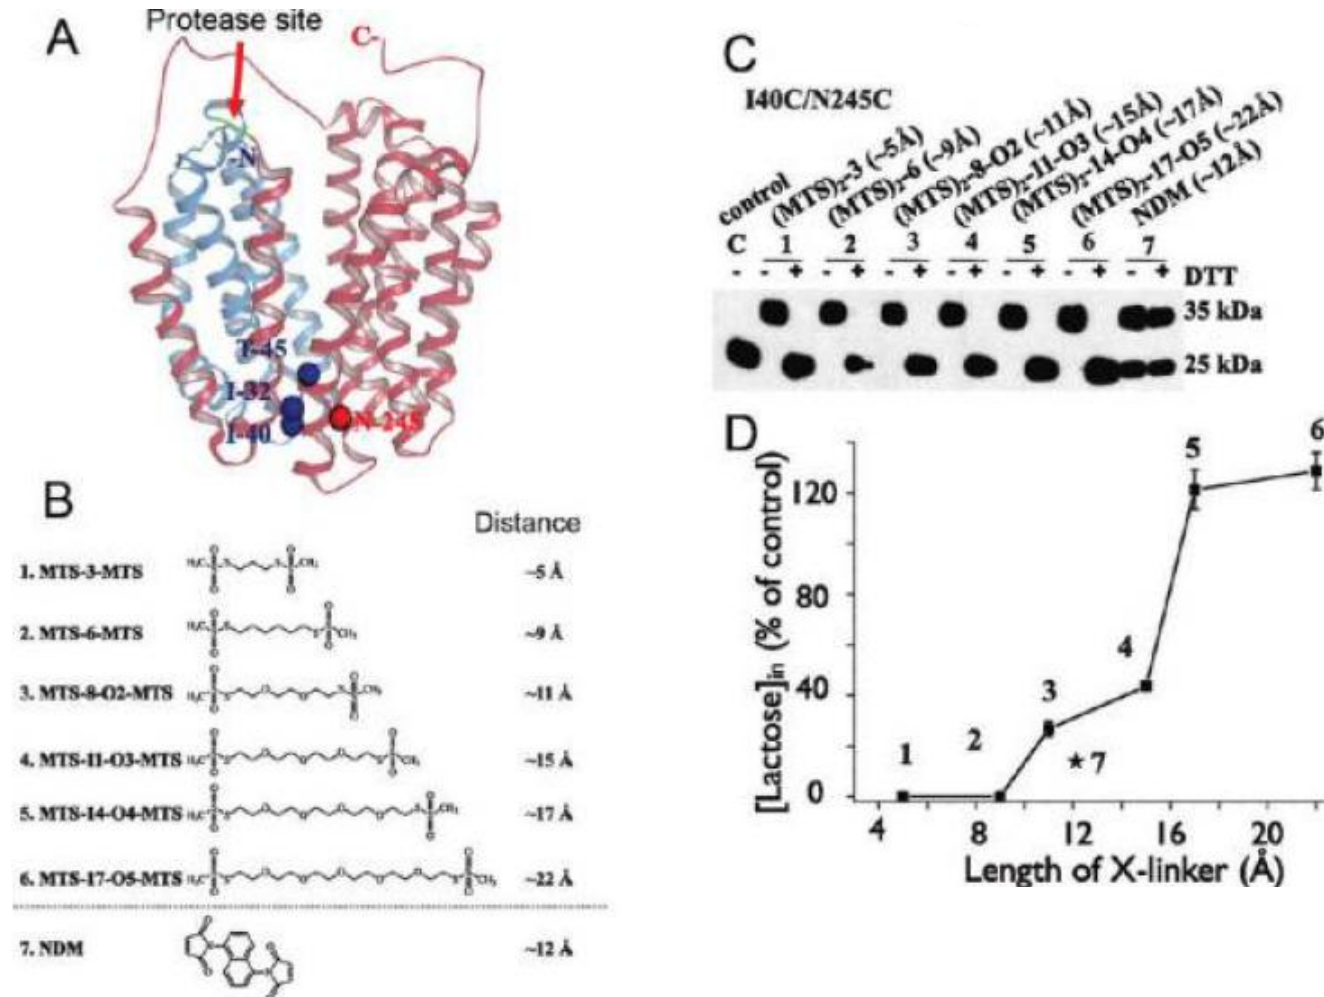 A
Protease site
C-
-N
T-45
I-32
I-40
N-245
B
Distance
1. MTS-3-MTS ~5 Å
2. MTS-6-MTS ~9 Å
3. MTS-8-O2-MTS ~11 Å
4. MTS-11-O3-MTS ~15 Å
5. MTS-14-O4-MTS ~17 Å
6. MTS-17-O5-MTS ~22 Å
7. NDM ~12 Å
C
I40C/N245C
control
(MTS)₂-3 (~5Å)
(MTS)₂-6 (~9Å)
(MTS)₂-8-O2 (~11Å)
(MTS)₂-11-O3 (~15Å)
(MTS)₂-14-O4 (~17Å)
(MTS)₂-17-O5 (~22Å)
NDM (~12Å)
C 1 2 3 4 5 6 7
- - + - + - + - + - + - + - + DTT
35 kDa
25 kDa
D
[Lactose]in (% of control)
120
80
40
0
1 2 3 4 5 6
★7
4 8 12 16 20
Length of X-linker (Å)